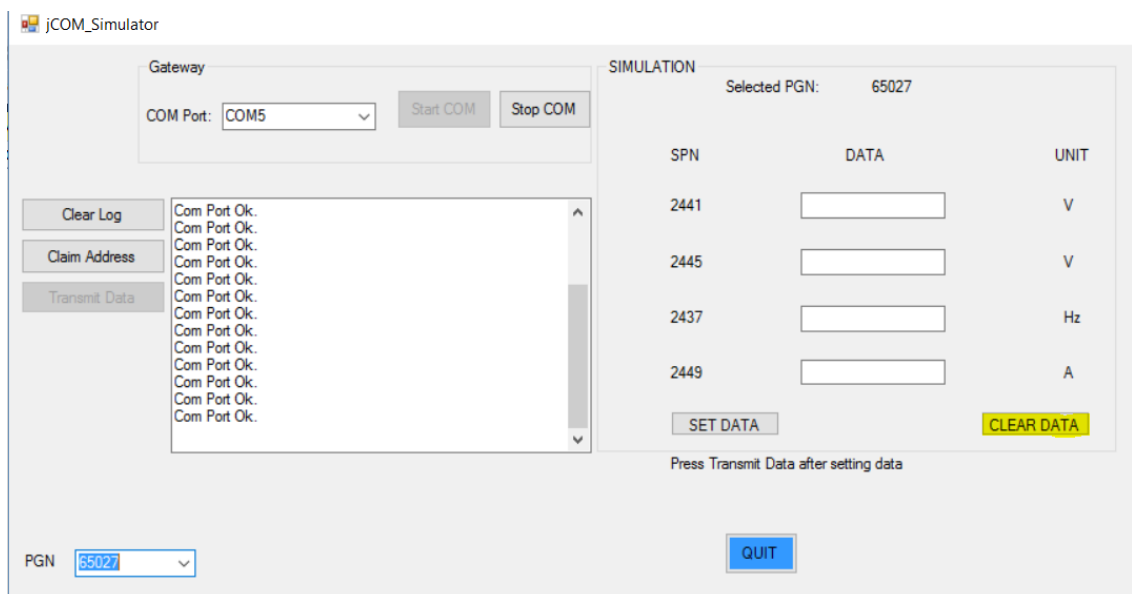 jCOM_Simulator
Gateway
COM Port: COM5 Start COM Stop COM
Clear Log
Claim Address
Transmit Data
Com Port Ok.
Com Port Ok.
Com Port Ok.
Com Port Ok.
Com Port Ok.
Com Port Ok.
Com Port Ok.
Com Port Ok.
Com Port Ok.
Com Port Ok.
Com Port Ok.
Com Port Ok.
Com Port Ok.
PGN 65027
SIMULATION
Selected PGN: 65027
SPN DATA UNIT
2441 V
2445 V
2437 Hz
2449 A
SET DATA CLEAR DATA
Press Transmit Data after setting data
QUIT